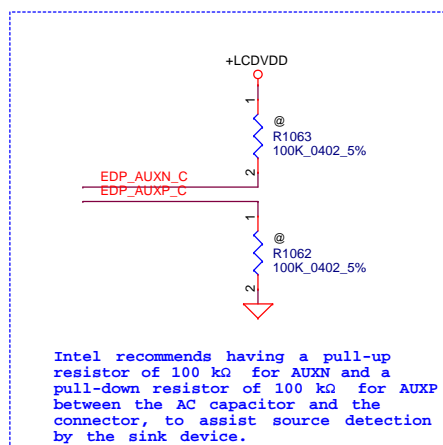 +LCDVDD
1
@
R1063
100K_0402_5%
2
EDP_AUXN_C
EDP_AUXP_C
1
@
R1062
100K_0402_5%
2
Intel recommends having a pull-up
resistor of 100 kΩ for AUXN and a
pull-down resistor of 100 kΩ for AUXP
between the AC capacitor and the
connector, to assist source detection
by the sink device.